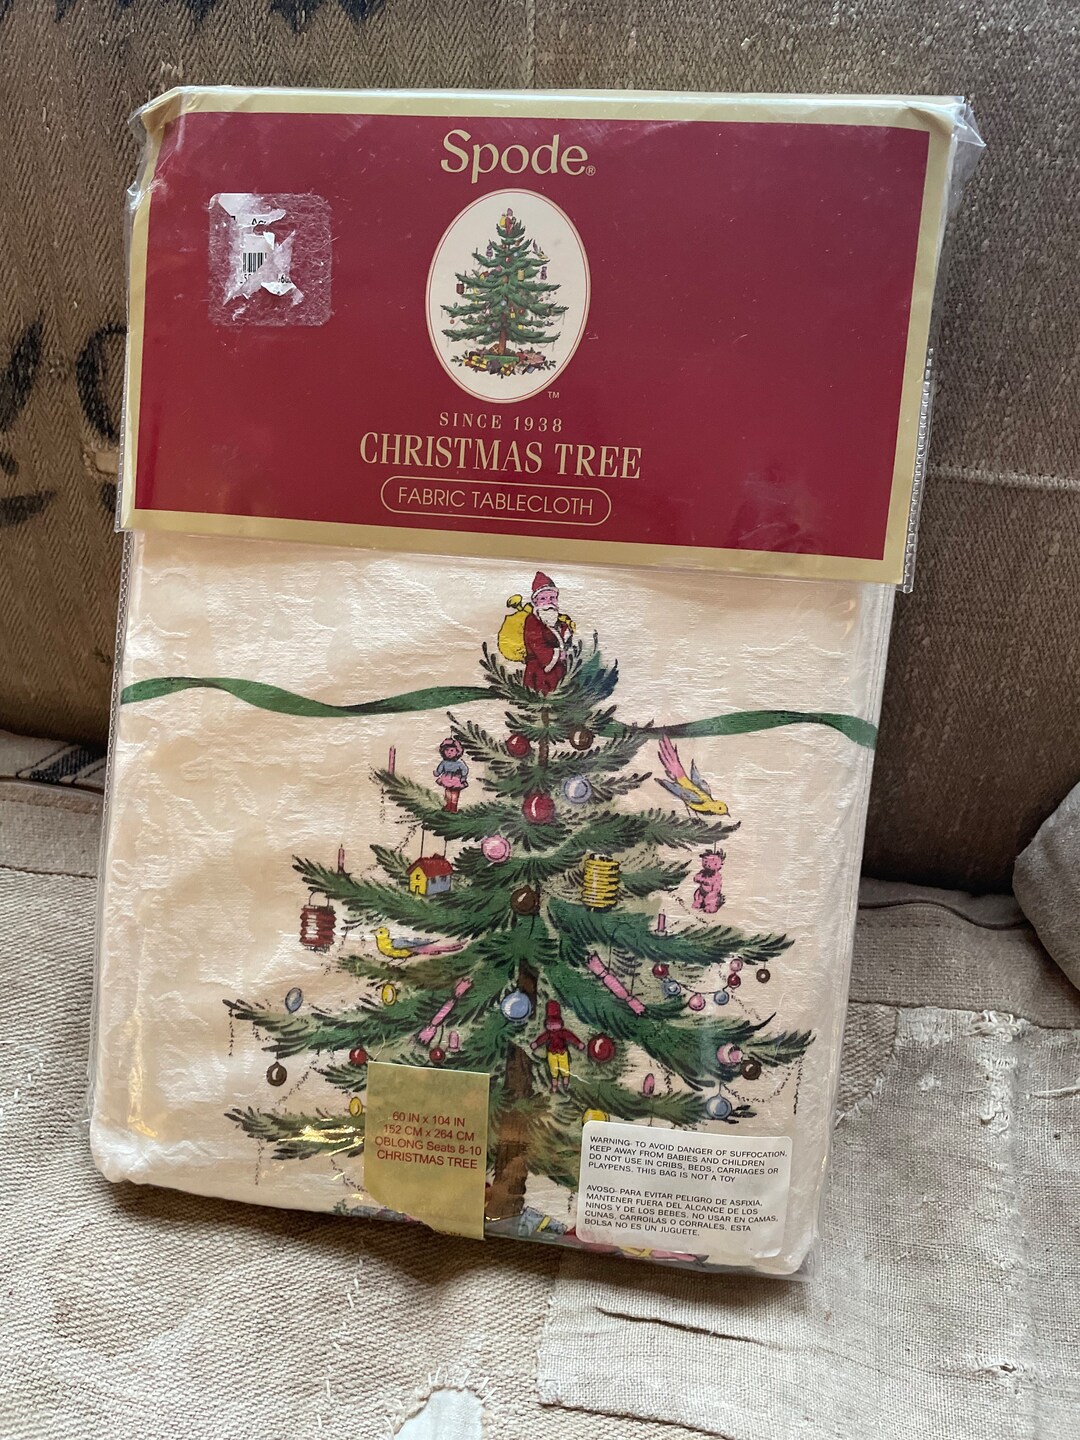 Spode®
SINCE 1938
CHRISTMAS TREE
FABRIC TABLECLOTH
TM
60 IN x 104 IN
152 CM x 264 CM
OBLONG Seats 8-10
CHRISTMAS TREE
WARNING- TO AVOID DANGER OF SUFFOCATION,
KEEP AWAY FROM BABIES AND CHILDREN
DO NOT USE IN CRIBS, BEDS, CARRIAGES OR
PLAYPENS. THIS BAG IS NOT A TOY
AVOSO- PARA EVITAR PELIGRO DE ASFIXIA,
MANTENER FUERA DEL ALCANCE DE LOS
NINOS Y DE LOS BEBES. NO USAR EN CAMAS,
CUNAS, CARROILAS O CORRALES. ESTA
BOLSA NO ES UN JUGUETE.